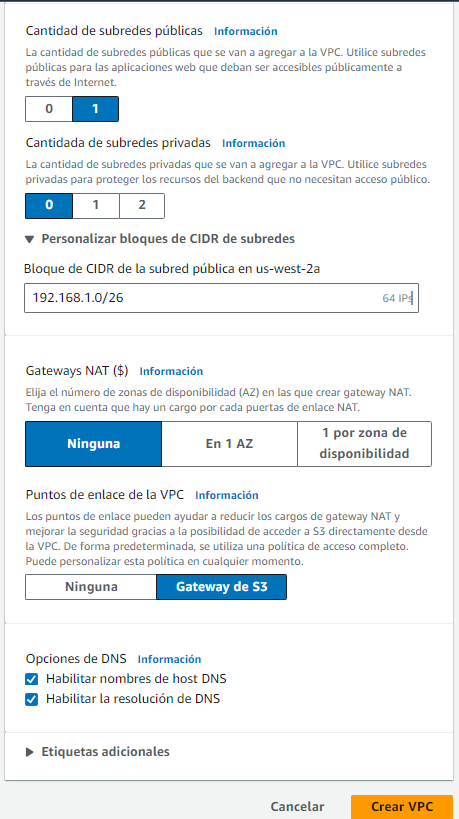 Cantidad de subredes públicas Información
La cantidad de subredes públicas que se van a agregar a la VPC. Utilice subredes
públicas para las aplicaciones web que deban ser accesibles públicamente a
través de Internet.
0 1
Cantidada de subredes privadas Información
La cantidad de subredes privadas que se van a agregar a la VPC. Utilice subredes
privadas para proteger los recursos del backend que no necesitan acceso público.
0 1 2
Personalizar bloques de CIDR de subredes
Bloque de CIDR de la subred pública en us-west-2a
192.168.1.0/26 64 IPs
Gateways NAT ($) Información
Elija el número de zonas de disponibilidad (AZ) en las que crear gateway NAT.
Tenga en cuenta que hay un cargo por cada puertas de enlace NAT.
Ninguna En 1 AZ 1 por zona de
disponibilidad
Puntos de enlace de la VPC Información
Los puntos de enlace pueden ayudar a reducir los cargos de gateway NAT y
mejorar la seguridad gracias a la posibilidad de acceder a S3 directamente desde
la VPC. De forma predeterminada, se utiliza una política de acceso completo.
Puede personalizar esta política en cualquier momento.
Ninguna Gateway de S3
Opciones de DNS Información
Habilitar nombres de host DNS
Habilitar la resolución de DNS
Etiquetas adicionales
Cancelar Crear VPC